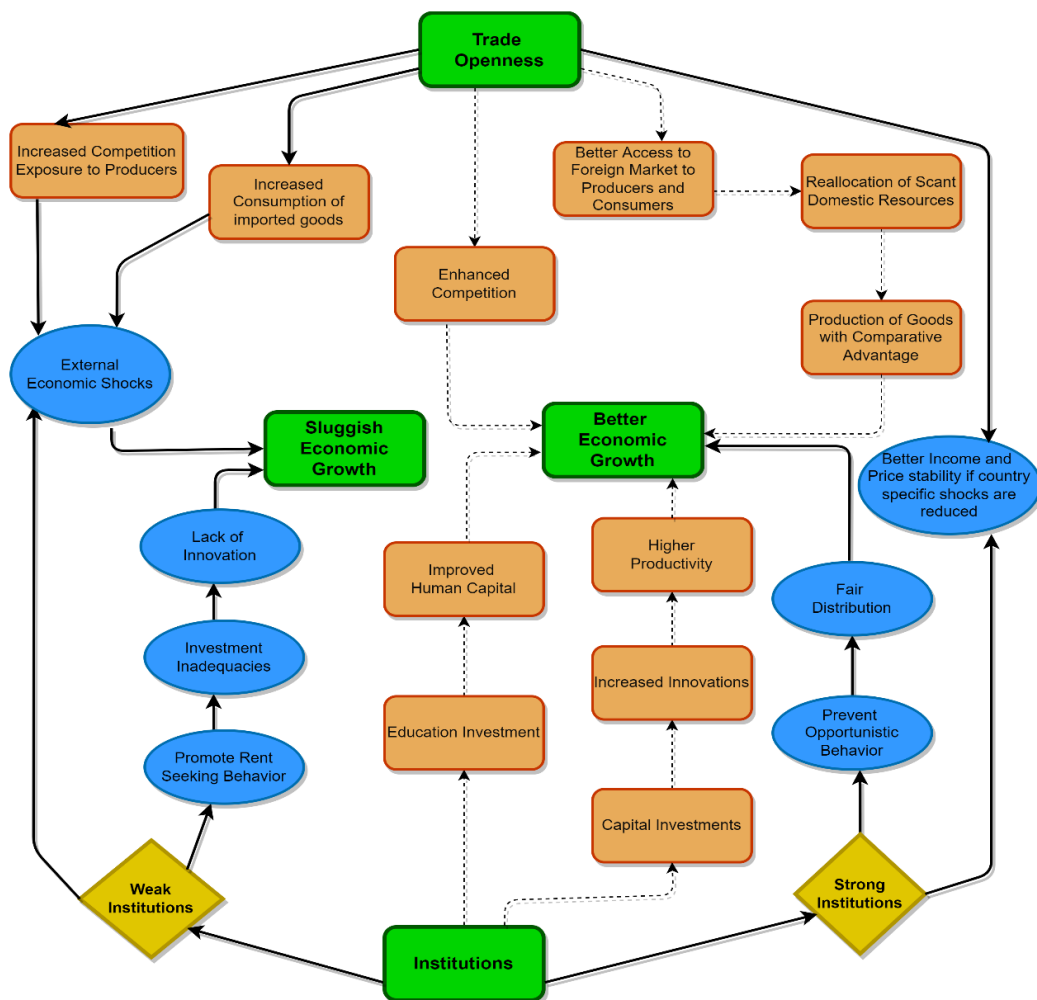 Trade
Openness
Increased Competition
Exposure to Producers
Increased
Consumption of
imported goods
Better Access to
Foreign Market to
Producers and
Consumers
Reallocation of Scant
Domestic Resources
Enhanced
Competition
Production of Goods
with Comparative
Advantage
External
Economic Shocks
Sluggish
Economic
Growth
Better
Economic
Growth
Better Income and
Price stability if country
specific shocks are
reduced
Lack of
Innovation
Improved
Human Capital
Higher
Productivity
Fair
Distribution
Investment
Inadequacies
Increased Innovations
Education Investment
Prevent
Opportunistic
Behavior
Promote Rent
Seeking Behavior
Capital Investments
Weak
Institutions
Strong
Institutions
Institutions